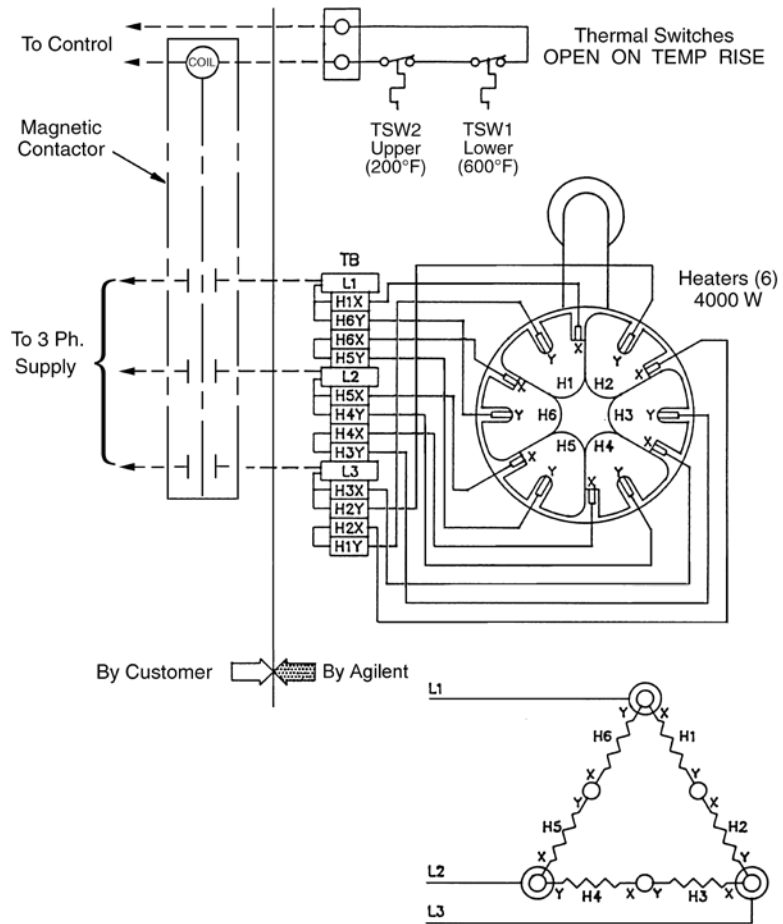 To Control
COIL
Thermal Switches
OPEN ON TEMP RISE
Magnetic
Contactor
TSW2
Upper
(200°F)
TSW1
Lower
(600°F)
TB
L1
H1X
H6Y
H6X
H5Y
L2
H5X
H4Y
H4X
H3Y
L3
H3X
H2Y
H2X
H1Y
To 3 Ph.
Supply
Heaters (6)
4000 W
Y
X
Y
X
H1
H2
X
Y
H6
H3
Y
X
H5
H4
X
Y
X
Y
By Customer
By Agilent
L1
Y
X
H6
H1
X
Y
Y
X
H5
H2
X
Y
L2
Y
H4
X
Y
H3
X
L3